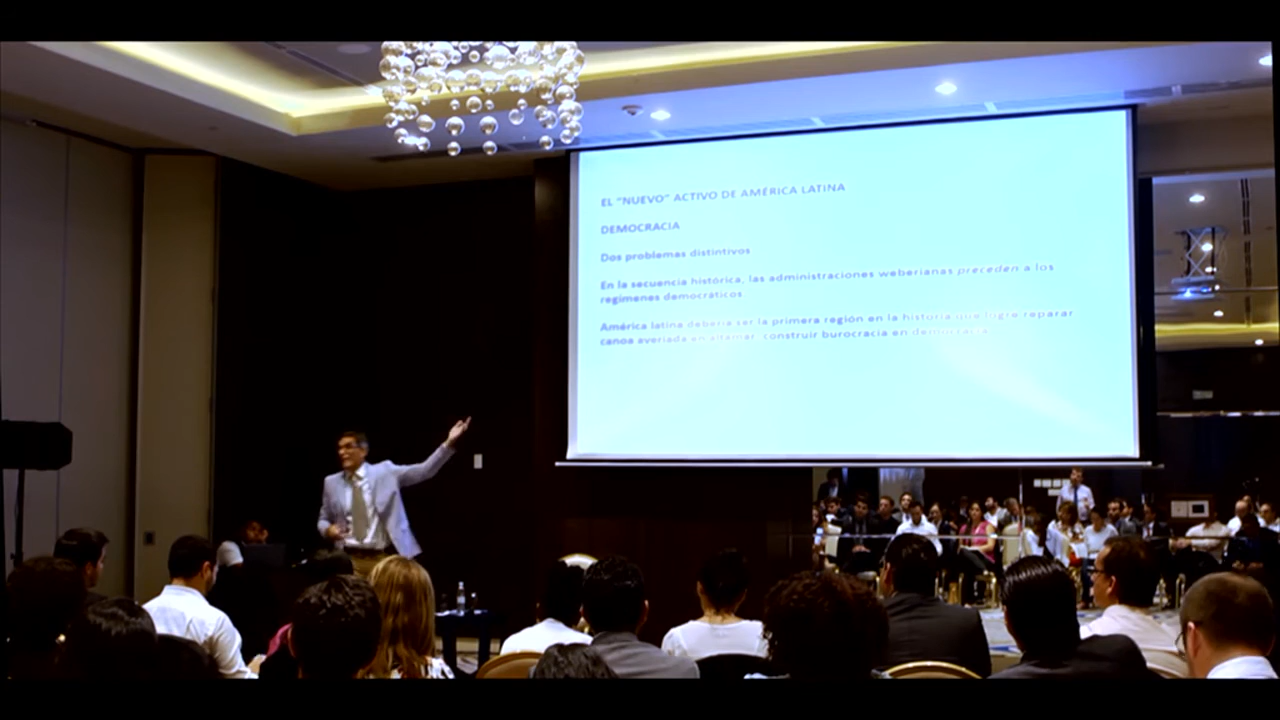 EL “NUEVO” ACTIVO DE AMÉRICA LATINA
DEMOCRACIA
Dos problemas distintivos
En la secuencia histórica, las administraciones weberianas preceden a los
regímenes democráticos
América latina debería ser la primera región en la historia que logre reparar
canoa averiada en altamar: construir burocracia en democracia